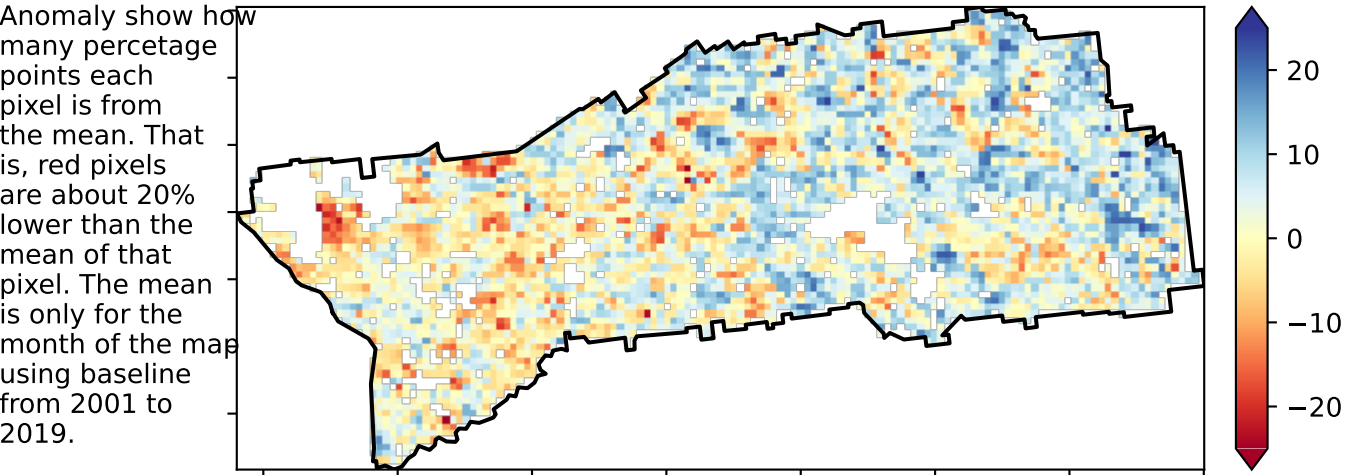 Anomaly show how
many percetage
points each
pixel is from
the mean. That
is, red pixels
are about 20%
lower than the
mean of that
pixel. The mean
is only for the
month of the map
using baseline
from 2001 to
2019.
20
10
0
−10
−20